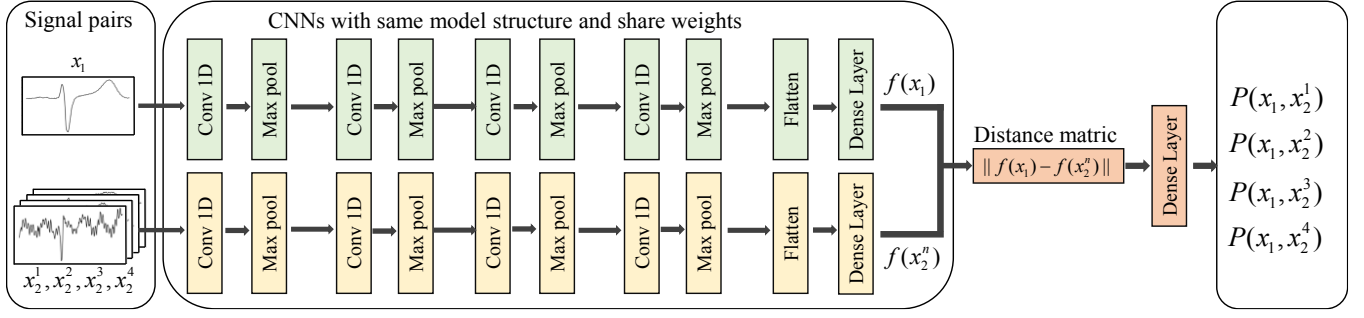 Signal pairs
x₁
x₂¹, x₂², x₂³, x₂⁴
CNNs with same model structure and share weights
Conv 1D
Max pool
Conv 1D
Max pool
Conv 1D
Max pool
Conv 1D
Max pool
Flatten
Dense Layer
f(x₁)
Conv 1D
Max pool
Conv 1D
Max pool
Conv 1D
Max pool
Conv 1D
Max pool
Flatten
Dense Layer
f(x₂ⁿ)
Distance matric
|| f(x₁) − f(x₂ⁿ) ||
Dense Layer
P(x₁, x₂¹)
P(x₁, x₂²)
P(x₁, x₂³)
P(x₁, x₂⁴)